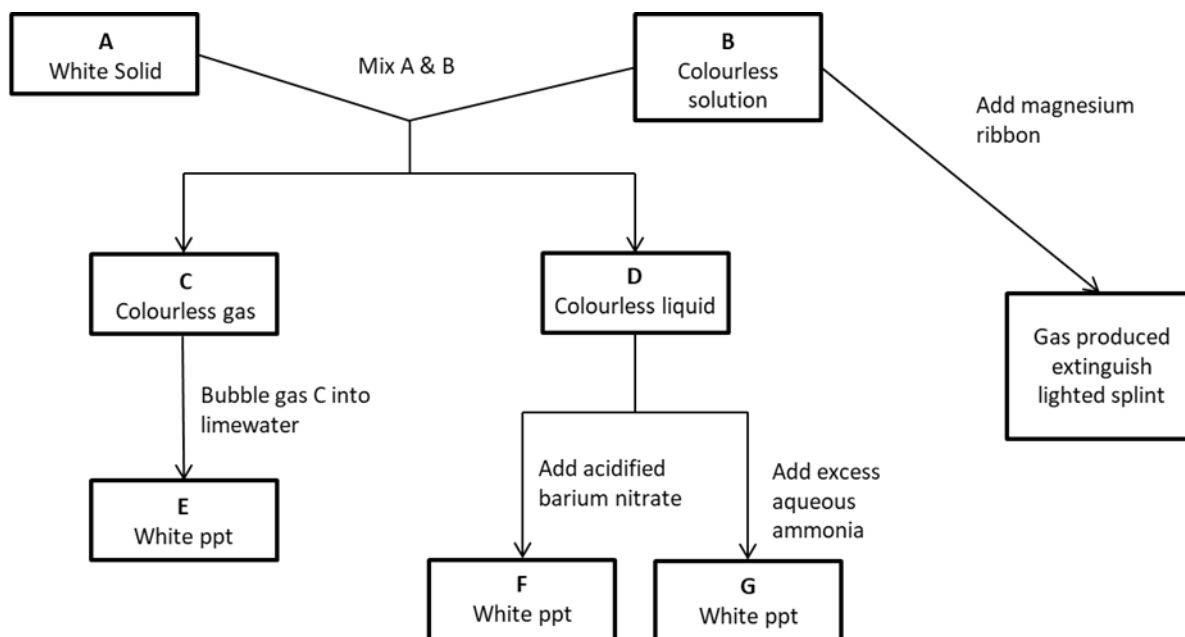 A
White Solid
Mix A & B
B
Colourless
solution
Add magnesium
ribbon
C
Colourless gas
D
Colourless liquid
Gas produced
extinguish
lighted splint
Bubble gas C into
limewater
Add acidified
barium nitrate
Add excess
aqueous
ammonia
E
White ppt
F
White ppt
G
White ppt